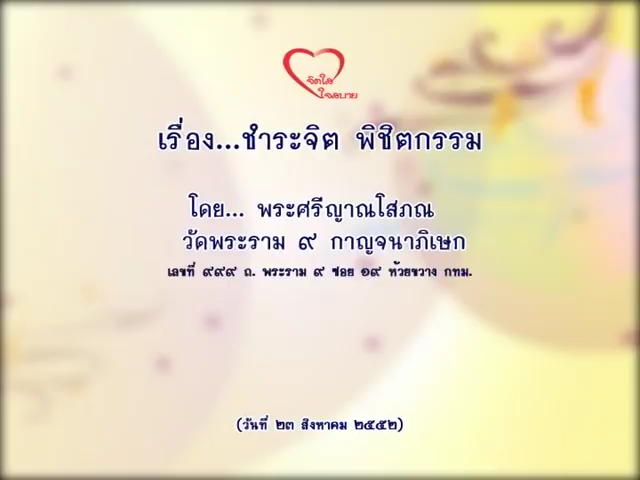 จิตใส
ใจสบาย
เรื่อง...ชำระจิต พิชิตกรรม
โดย... พระศรีญาณโสภณ
วัดพระราม ๙ กาญจนาภิเษก
เลขที่ ๙๙๙ ถ. พระราม ๙ ซอย ๑๙ ห้วยขวาง กทม.
(วันที่ ๒๓ สิงหาคม ๒๕๕๒)